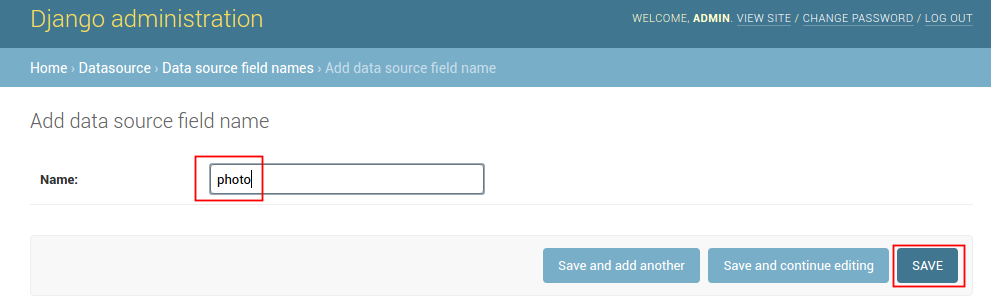 Django administration
WELCOME, ADMIN. VIEW SITE / CHANGE PASSWORD / LOG OUT
Home › Datasource › Data source field names › Add data source field name
Add data source field name
Name:
photo
Save and add another
Save and continue editing
SAVE